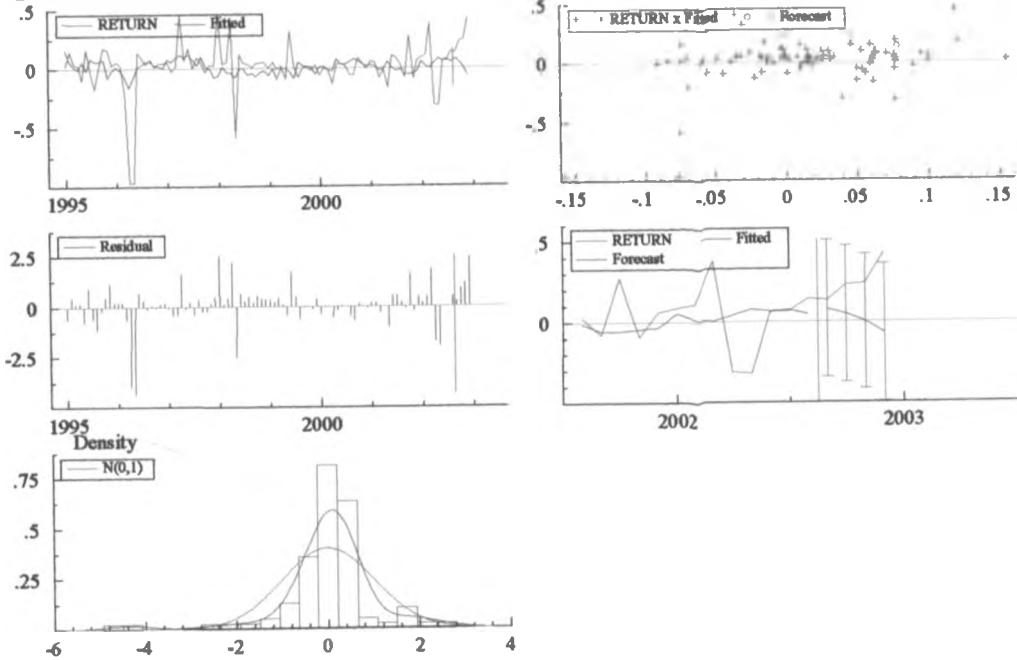 .5
RETURN Fitted
0
-.5
1995 2000
RETURN x Fitted Forecast
0
-.5
-.15 -.1 -.05 0 .05 .1 .15
Residual
2.5
0
-2.5
1995 2000
.5
RETURN Fitted
Forecast
0
2002 2003
Density
N(0,1)
.75
.5
.25
-6 -4 -2 0 2 4